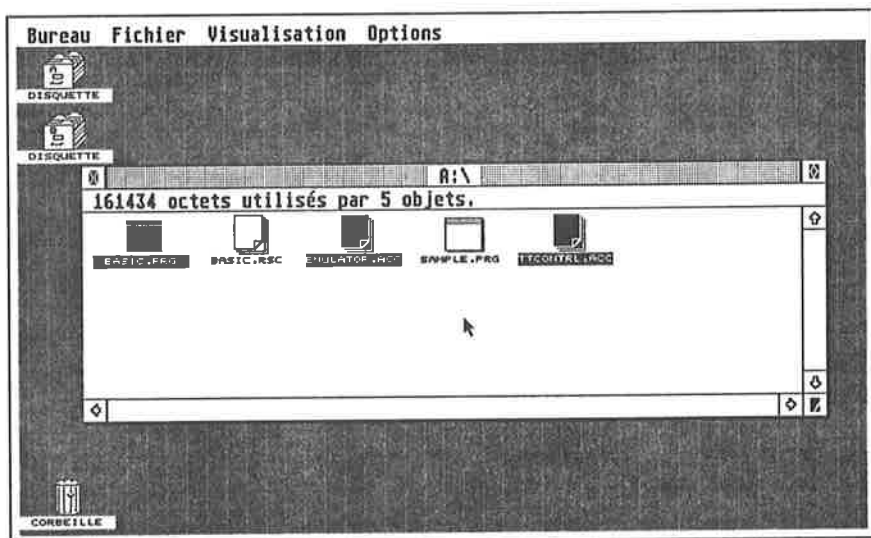 Bureau Fichier Visualisation Options
DISQUETTE
DISQUETTE
A:\
161434 octets utilisés par 5 objets.
BASIC.PRG BASIC.RSC EMULATOR.ACC SAMPLE.PRG TTCONTRL.ACC
CORBEILLE